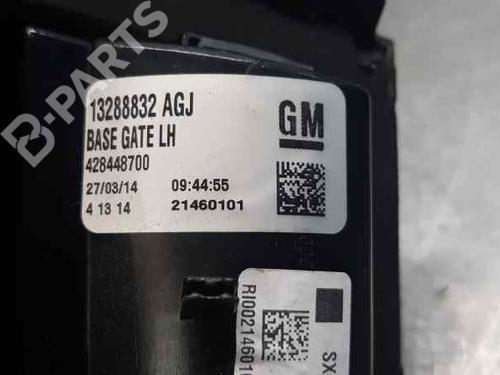 B-PARTS
13288832 AGJ
BASE GATE LH
428448700
27/03/14 09:44:55
4 13 14 21460101
GM
SX